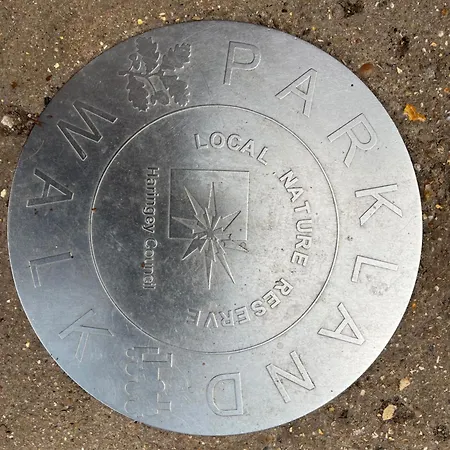 PARKLAND WALK
LOCAL NATURE RESERVE
Haringey Council